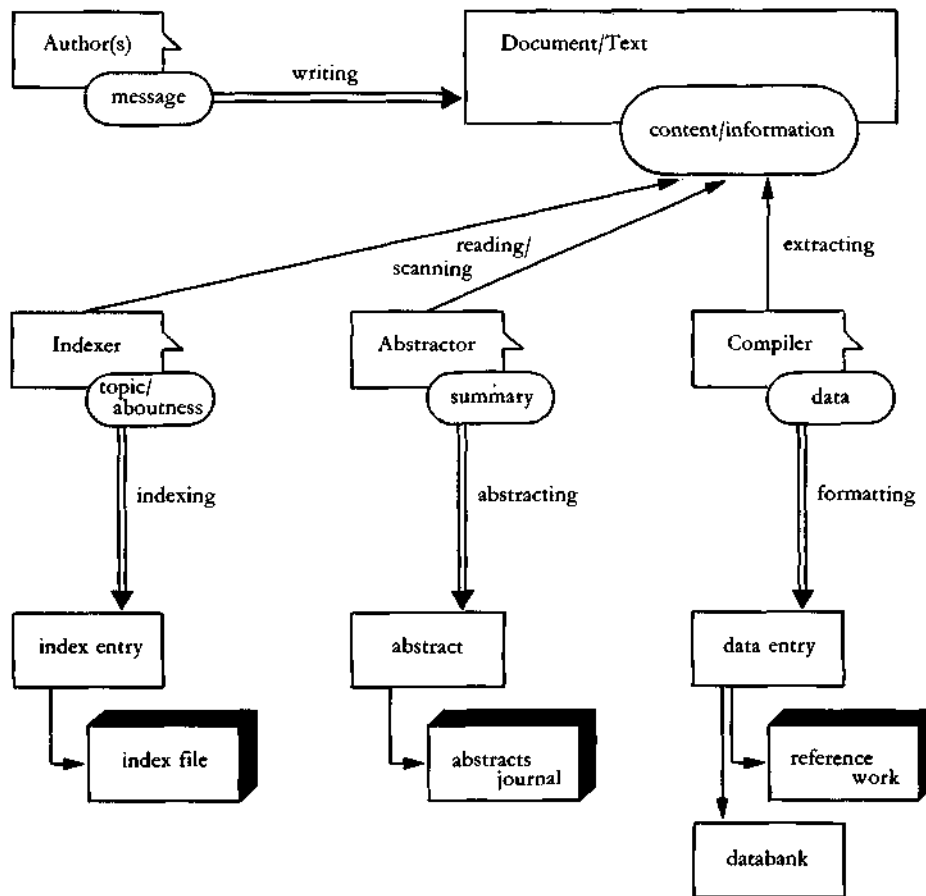 Author(s)
Document/Text
writing
message
content/information
reading/
scanning
extracting
Indexer
Abstractor
Compiler
topic/
aboutness
summary
data
indexing
abstracting
formatting
index entry
abstract
data entry
index file
abstracts
journal
reference
work
databank